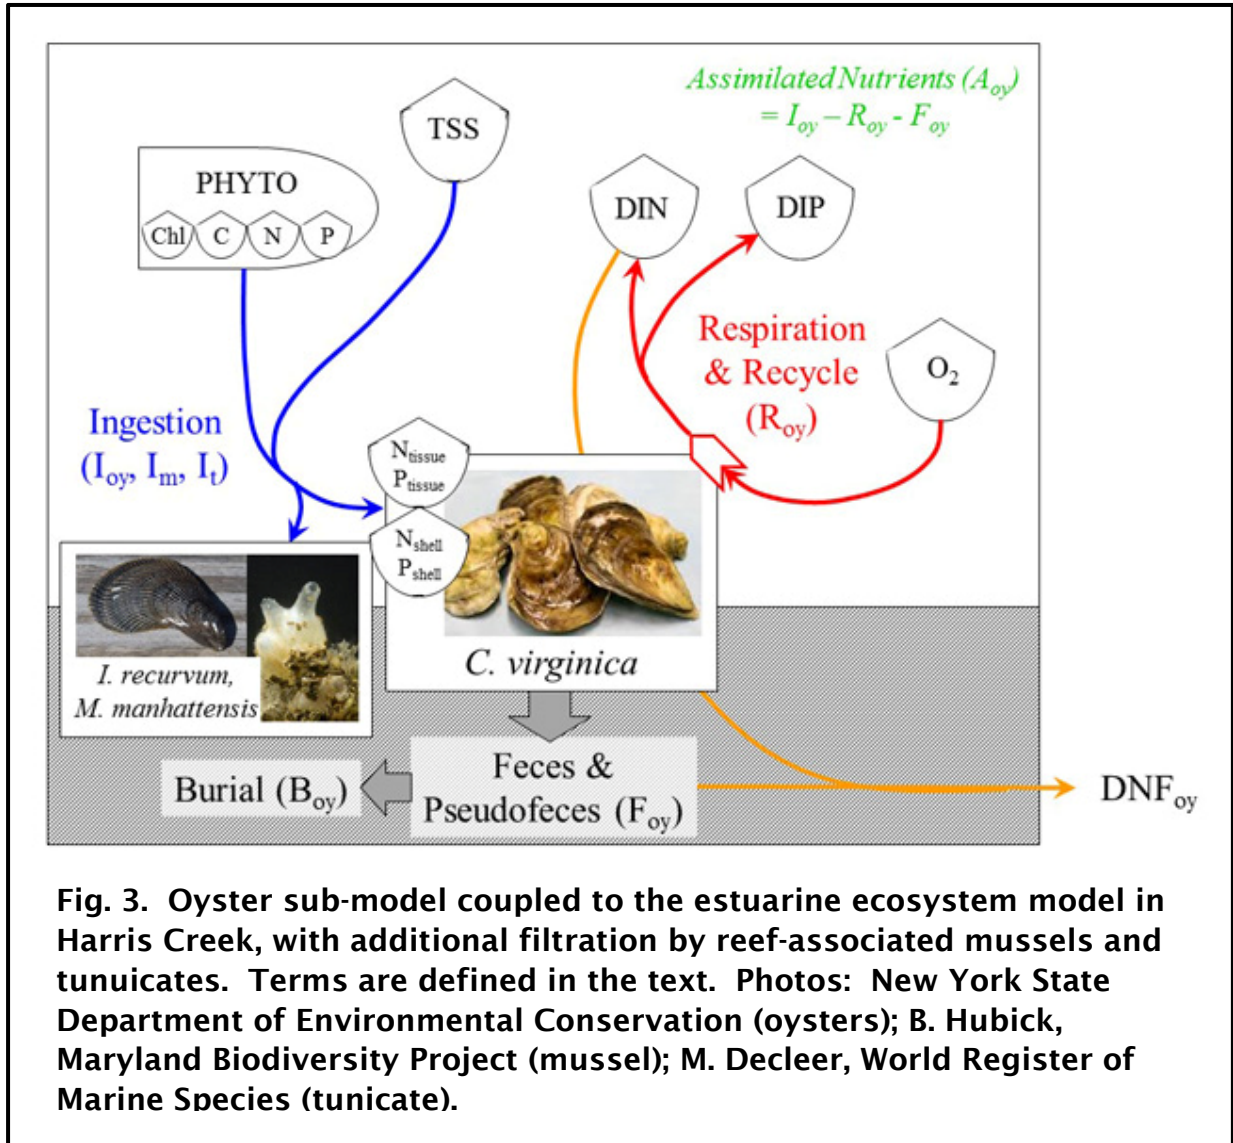 Assimilated Nutrients (Aoy)
= Ioy – Roy - Foy
TSS
PHYTO
Chl C N P
DIN
DIP
Respiration
& Recycle
(Roy)
O2
Ingestion
(Ioy, Im, It)
Ntissue
Ptissue
Nshell
Pshell
I. recurvum,
M. manhattensis
C. virginica
Feces &
Pseudofeces (Foy)
Burial (Boy)
DNFoy
Fig. 3. Oyster sub-model coupled to the estuarine ecosystem model in
Harris Creek, with additional filtration by reef-associated mussels and
tunuicates. Terms are defined in the text. Photos: New York State
Department of Environmental Conservation (oysters); B. Hubick,
Maryland Biodiversity Project (mussel); M. Decleer, World Register of
Marine Species (tunicate).